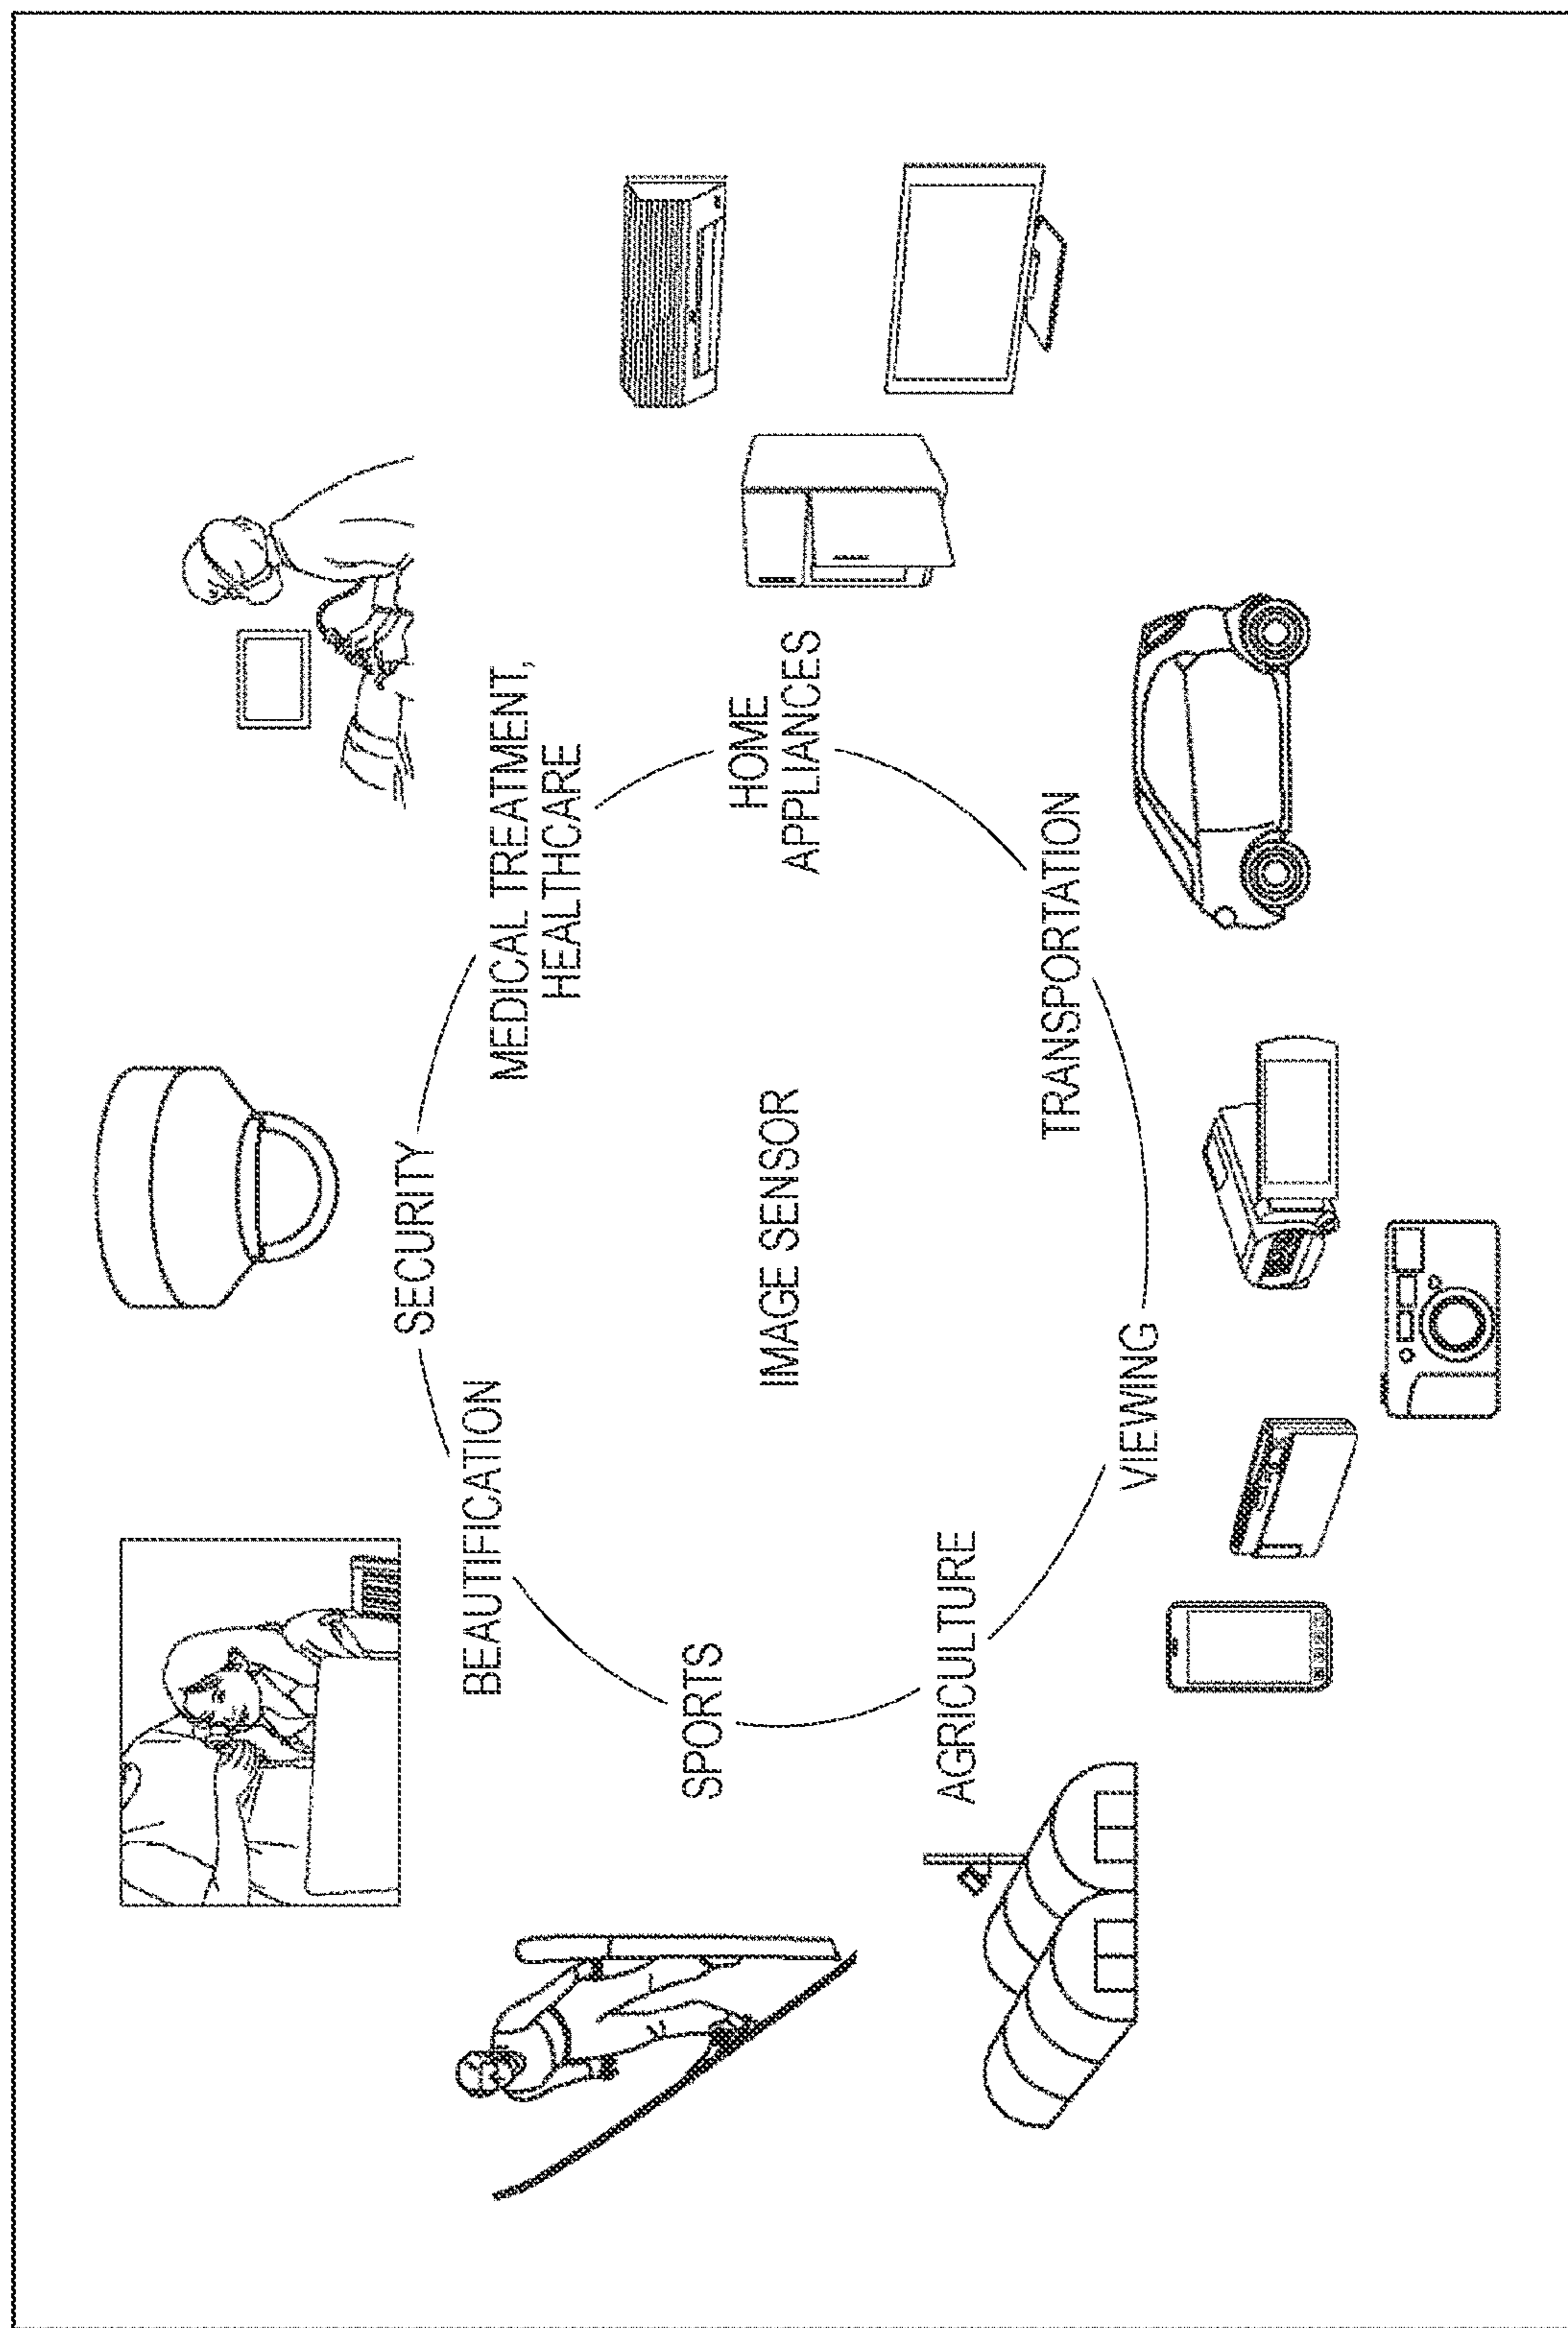 SECURITY
BEAUTIFICATION
MEDICAL TREATMENT,
HEALTHCARE
SPORTS
IMAGE SENSOR
HOME
APPLIANCES
AGRICULTURE
TRANSPORTATION
VIEWING